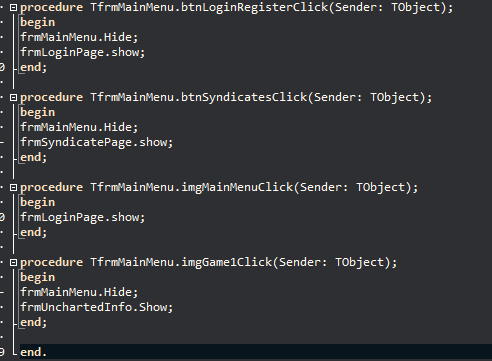 procedure TfrmMainMenu.btnLoginRegisterClick(Sender: TObject);
begin
frmMainMenu.Hide;
frmLoginPage.show;
end;
procedure TfrmMainMenu.btnSyndicatesClick(Sender: TObject);
begin
frmMainMenu.Hide;
frmSyndicatePage.show;
end;
procedure TfrmMainMenu.imgMainMenuClick(Sender: TObject);
begin
frmLoginPage.show;
end;
procedure TfrmMainMenu.imgGame1Click(Sender: TObject);
begin
frmMainMenu.Hide;
frmUnchartedInfo.Show;
end;
end.